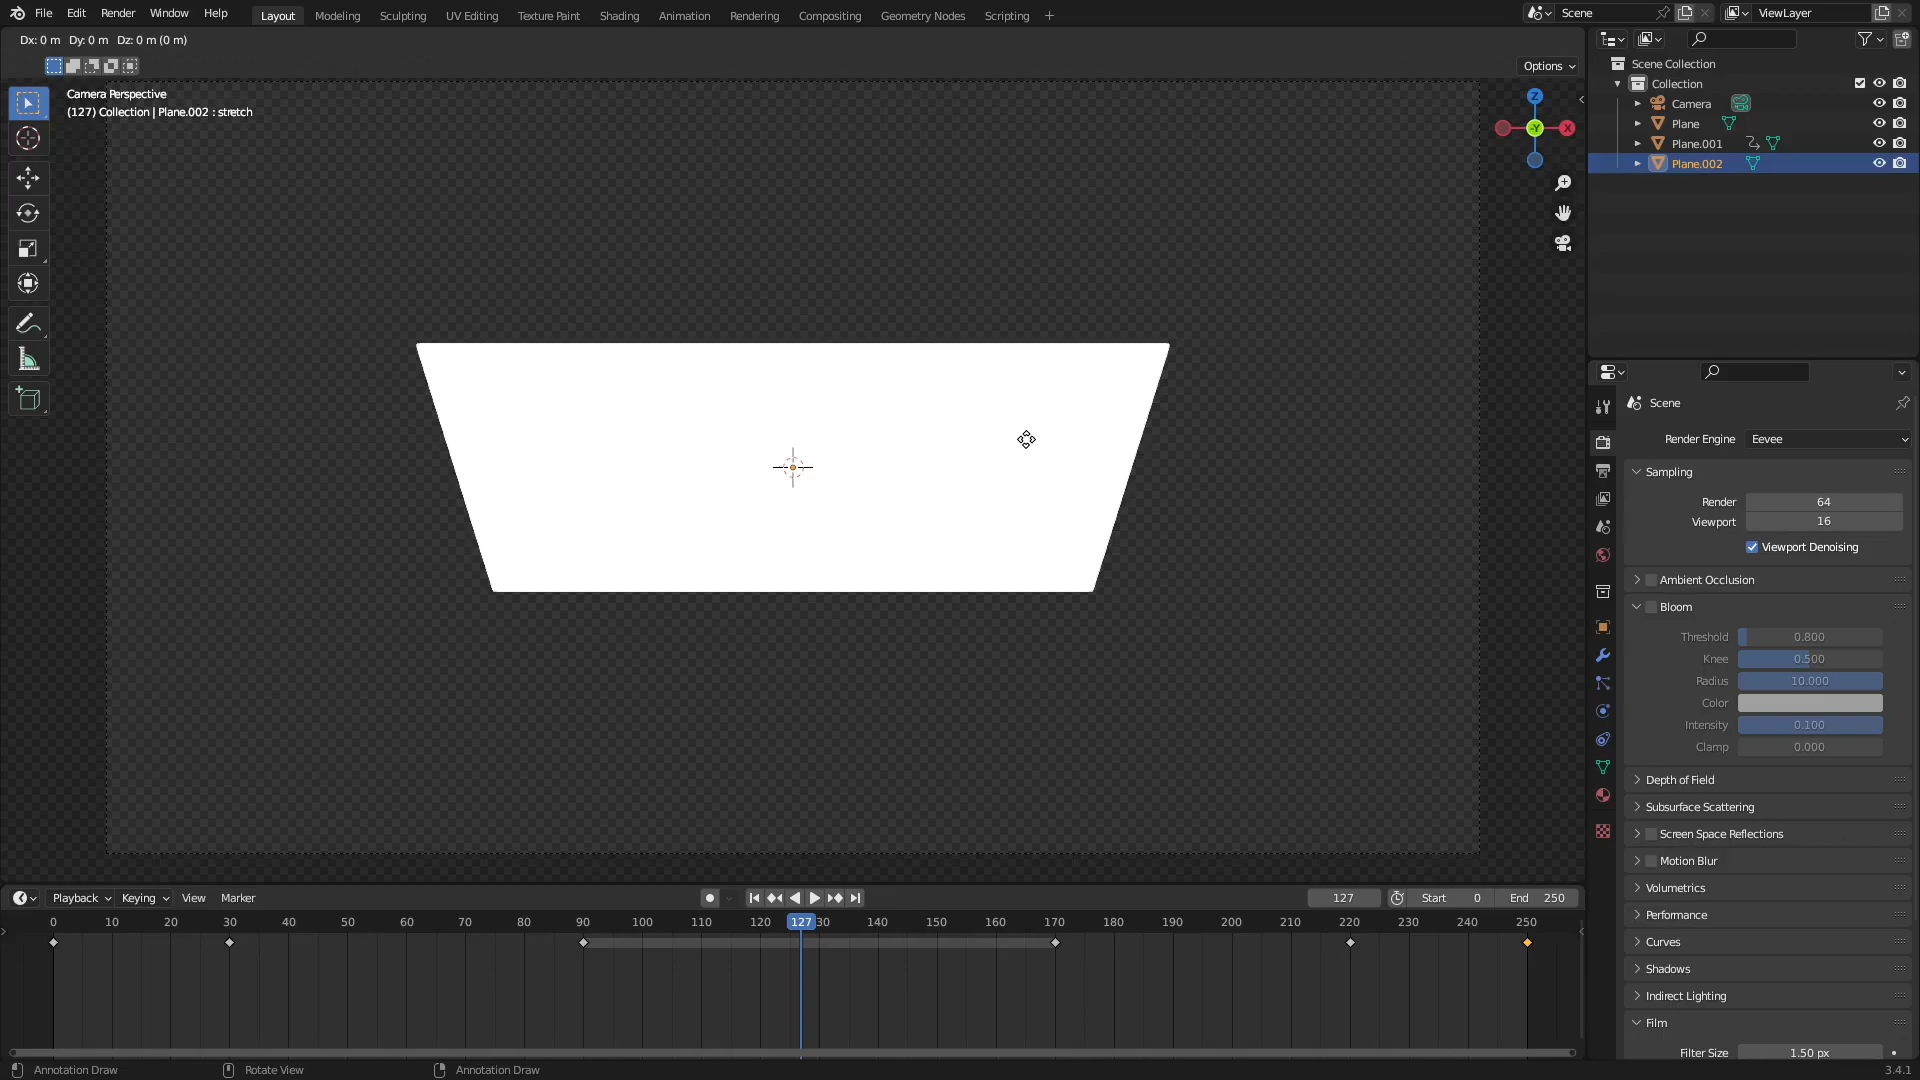 File Edit Render Window Help Layout Modeling Sculpting UV Editing Texture Paint Shading Animation Rendering Compositing Geometry Nodes Scripting + Scene ViewLayer
Dx: 0 m Dy: 0 m Dz: 0 m (0 m)
Options
Camera Perspective
(127) Collection | Plane.002 : stretch
Z
-Y
X
Scene Collection
Collection
Camera
Plane
Plane.001
Plane.002
Scene
Render Engine Eevee
Sampling
Render 64
Viewport 16
Viewport Denoising
Ambient Occlusion
Bloom
Threshold 0.800
Knee 0.500
Radius 10.000
Color
Intensity 0.100
Clamp 0.000
Depth of Field
Subsurface Scattering
Screen Space Reflections
Motion Blur
Volumetrics
Performance
Curves
Shadows
Indirect Lighting
Film
Filter Size 1.50 px
Playback Keying View Marker 127 Start 0 End 250
0 10 20 30 40 50 60 70 80 90 100 110 120 127 30 140 150 160 170 180 190 200 210 220 230 240 250
Annotation Draw Rotate View Annotation Draw 3.4.1